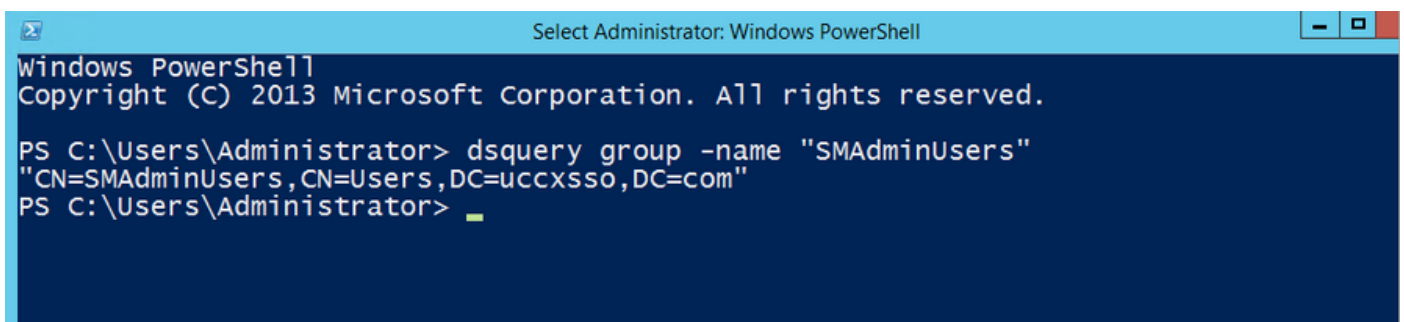 Select Administrator: Windows PowerShell
Windows PowerShell
Copyright (C) 2013 Microsoft Corporation. All rights reserved.
PS C:\Users\Administrator> dsquery group -name "SMAdminUsers"
"CN=SMAdminUsers,CN=Users,DC=uccxsso,DC=com"
PS C:\Users\Administrator>